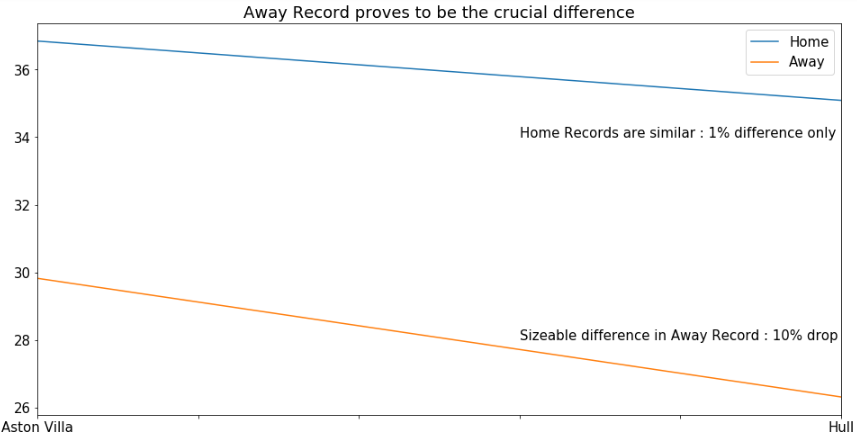 Away Record proves to be the crucial difference
Home
Away
36
34
32
30
28
26
Home Records are similar : 1% difference only
Sizeable difference in Away Record : 10% drop
Aston Villa
Hull